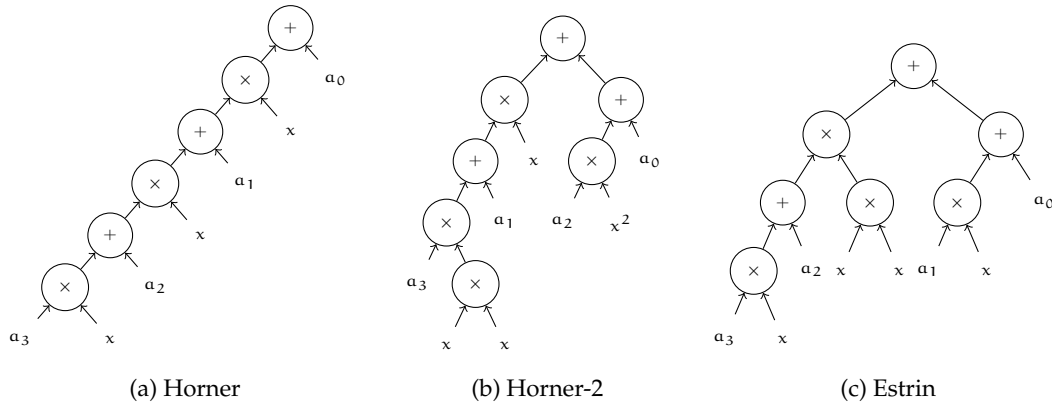 +
a₀
×
x
+
a₁
×
x
+
a₂
×
a₃ x
(a) Horner
+
× +
x a₀
+ ×
a₁ a₂ x²
×
a₃ ×
x x
(b) Horner-2
+
× +
a₀
+ × ×
a₂ x x a₁ x
×
a₃ x
(c) Estrin